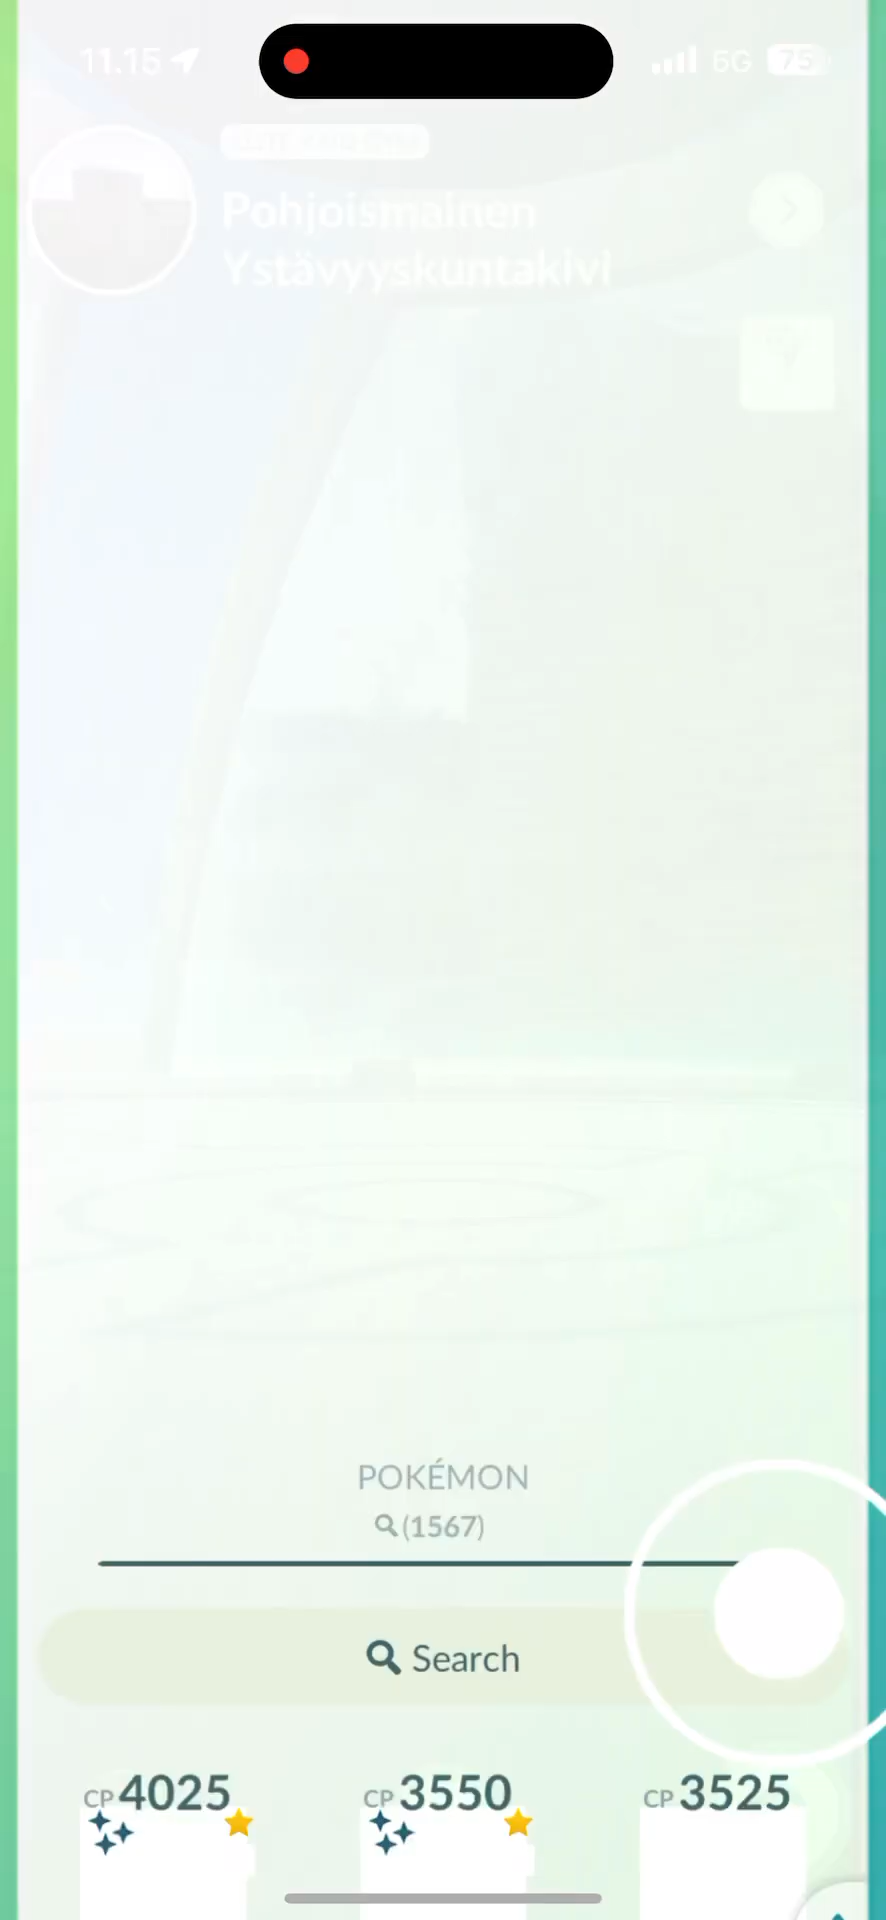 11.15
5G
75
Pohjoismainen
Ystävyyskuntakivi
POKÉMON
(1567)
Search
CP4025
CP3550
CP3525